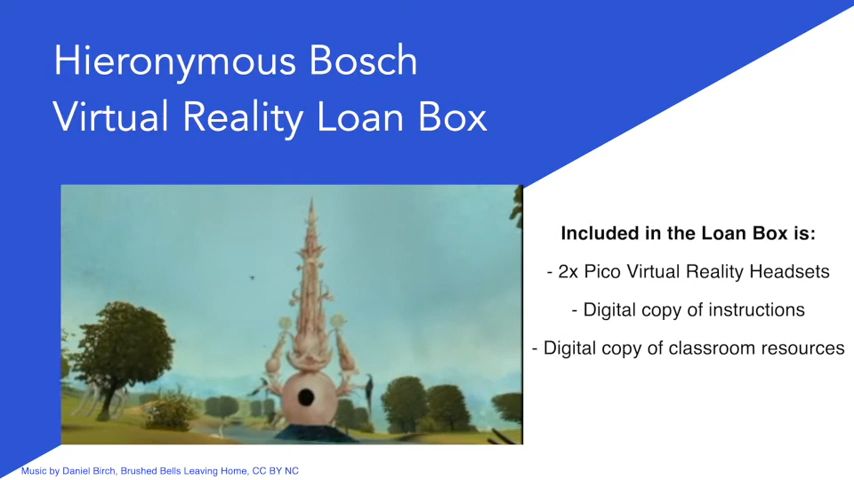 Hieronymous Bosch
Virtual Reality Loan Box
Included in the Loan Box is:
- 2x Pico Virtual Reality Headsets
- Digital copy of instructions
- Digital copy of classroom resources
Music by Daniel Birch, Brushed Bells Leaving Home, CC BY NC